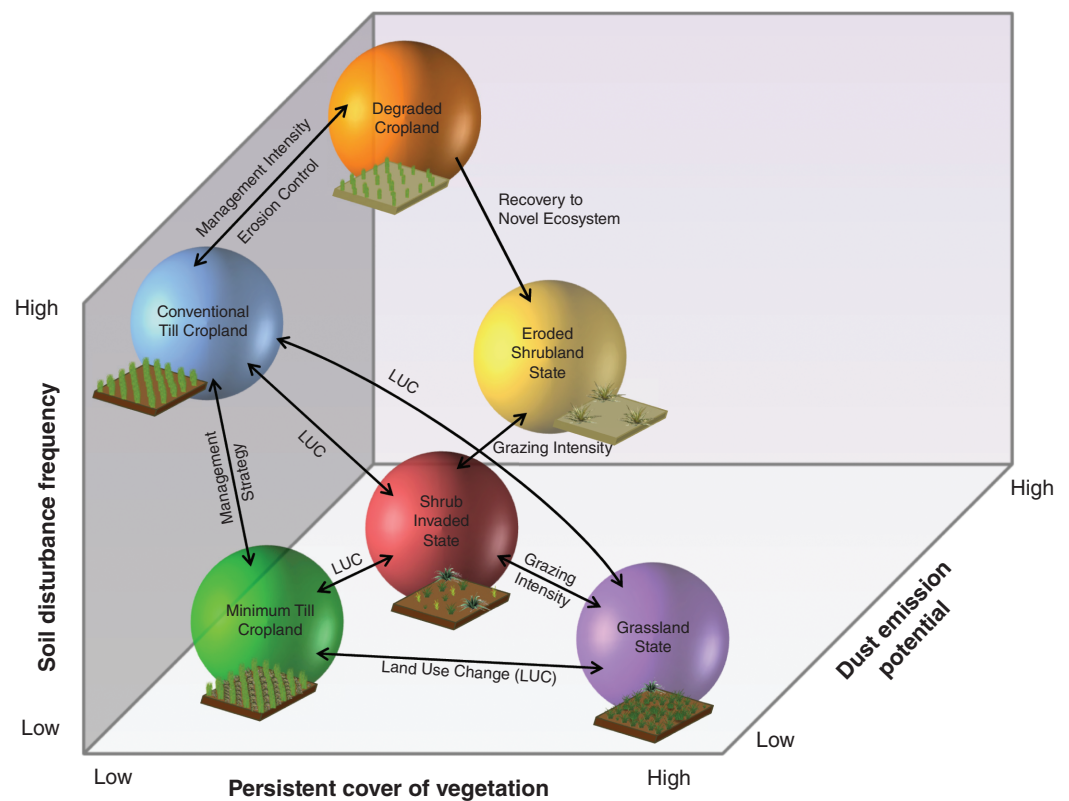 Degraded
Cropland
Management Intensity
Erosion Control
Recovery to
Novel Ecosystem
High
Conventional
Till Cropland
Eroded
Shrubland
State
LUC
LUC
Grazing Intensity
Soil disturbance frequency
Management
Strategy
Shrub
Invaded
State
High
LUC
Grazing
Intensity
Minimum Till
Cropland
Grassland
State
Dust emission
potential
Land Use Change (LUC)
Low
Low
Low
High
Persistent cover of vegetation